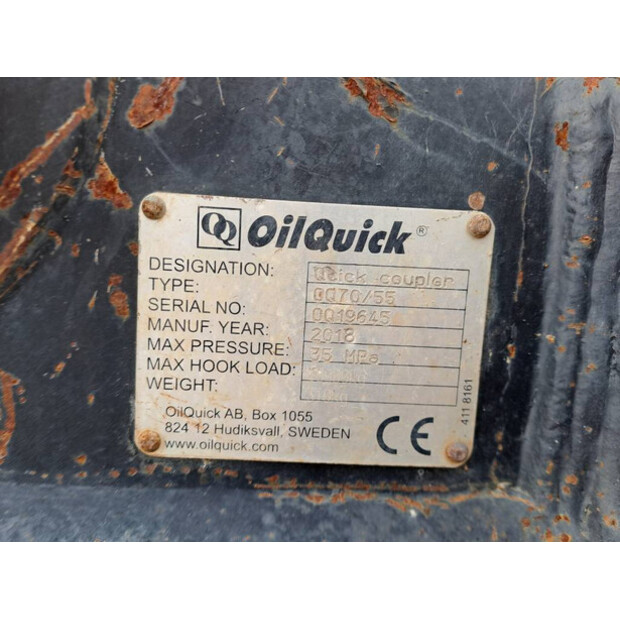 OQ OilQuick ®
DESIGNATION: Quick coupler
TYPE: OQ70/55
SERIAL NO: OQ19645
MANUF. YEAR: 2018
MAX PRESSURE: 35 MPa
MAX HOOK LOAD:
WEIGHT:
OilQuick AB, Box 1055
824 12 Hudiksvall, SWEDEN
www.oilquick.com
CE
411 8161